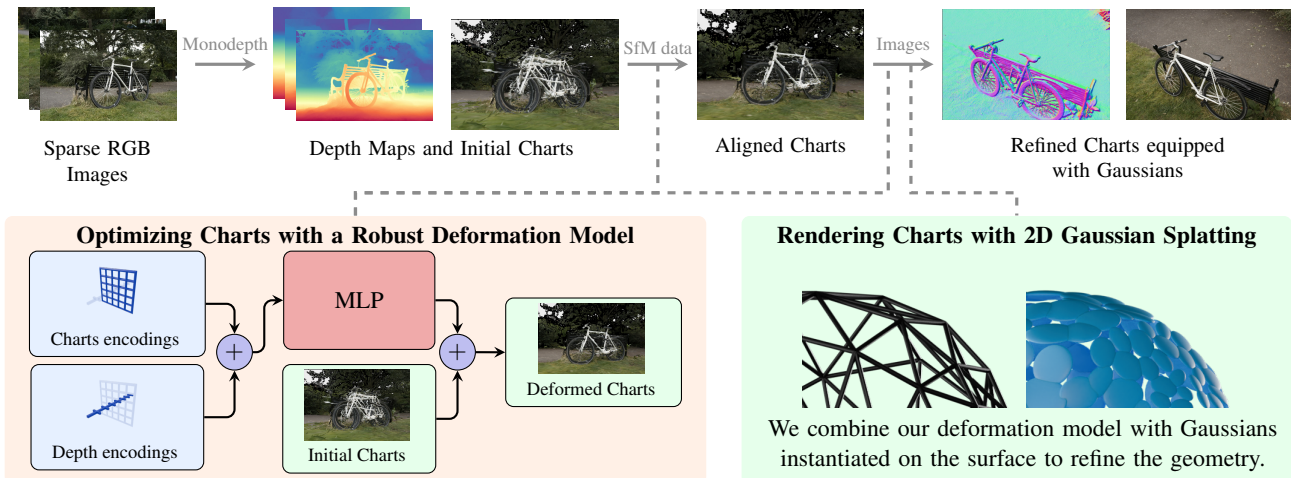 Monodepth
SfM data
Images
Sparse RGB
Images
Depth Maps and Initial Charts
Aligned Charts
Refined Charts equipped
with Gaussians
Optimizing Charts with a Robust Deformation Model
Charts encodings
Depth encodings
+
MLP
Initial Charts
+
Deformed Charts
Rendering Charts with 2D Gaussian Splatting
We combine our deformation model with Gaussians
instantiated on the surface to refine the geometry.